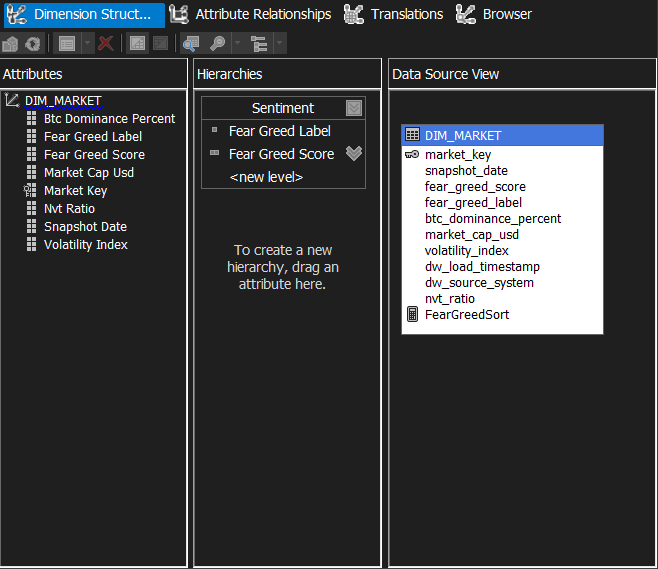 Dimension Struct...
Attribute Relationships
Translations
Browser
Attributes
DIM_MARKET
Btc Dominance Percent
Fear Greed Label
Fear Greed Score
Market Cap Usd
Market Key
Nvt Ratio
Snapshot Date
Volatility Index
Hierarchies
Sentiment
Fear Greed Label
Fear Greed Score
<new level>
To create a new
hierarchy, drag an
attribute here.
Data Source View
DIM_MARKET
market_key
snapshot_date
fear_greed_score
fear_greed_label
btc_dominance_percent
market_cap_usd
volatility_index
dw_load_timestamp
dw_source_system
nvt_ratio
FearGreedSort